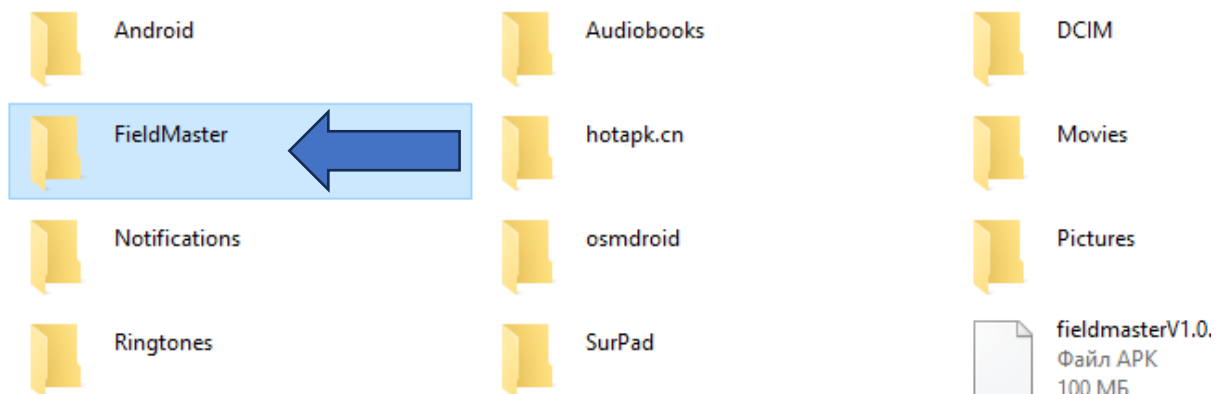 Android
Audiobooks
DCIM
FieldMaster
hotapk.cn
Movies
Notifications
osmdroid
Pictures
Ringtones
SurPad
fieldmasterV1.0.
Файл APK
100 МБ